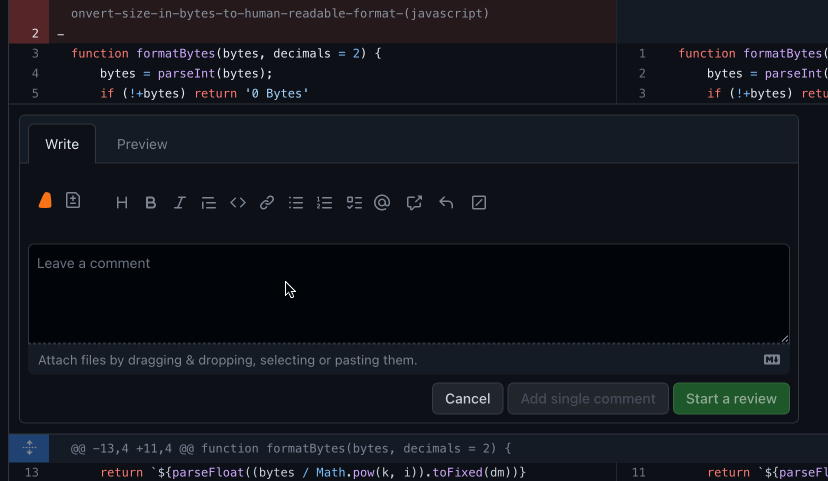 onvert-size-in-bytes-to-human-readable-format-(javascript)
2 −
3 function formatBytes(bytes, decimals = 2) { 1 function formatBytes(
4 bytes = parseInt(bytes); 2 bytes = parseInt(
5 if (!+bytes) return '0 Bytes' 3 if (!+bytes) retu
Write Preview
H B I <> @
Leave a comment
Attach files by dragging & dropping, selecting or pasting them.
Cancel Add single comment Start a review
@@ -13,4 +11,4 @@ function formatBytes(bytes, decimals = 2) {
13 return `${parseFloat((bytes / Math.pow(k, i)).toFixed(dm))} 11 return `${parseFl